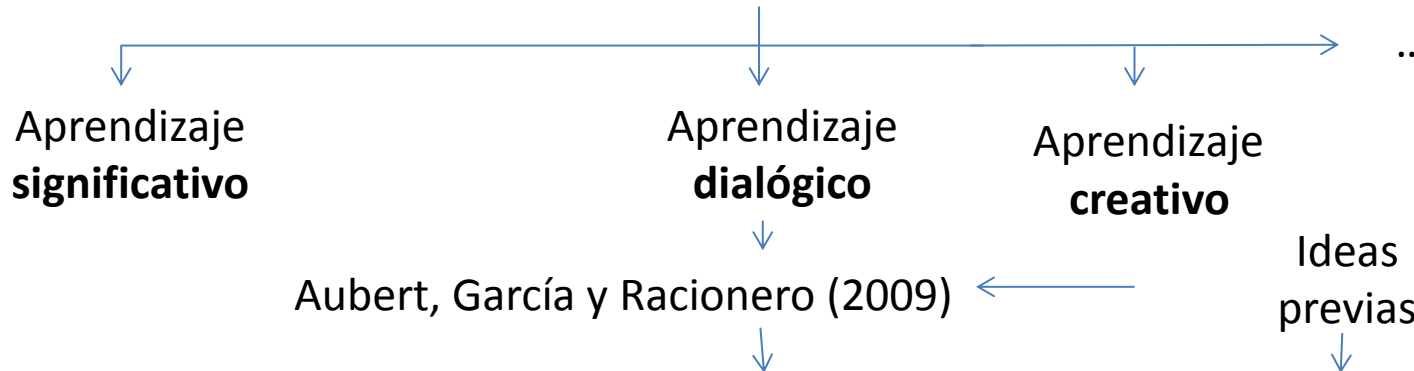 ..
Aprendizaje
significativo
Aprendizaje
dialógico
Aprendizaje
creativo
Ideas
previas
Aubert, García y Racionero (2009)